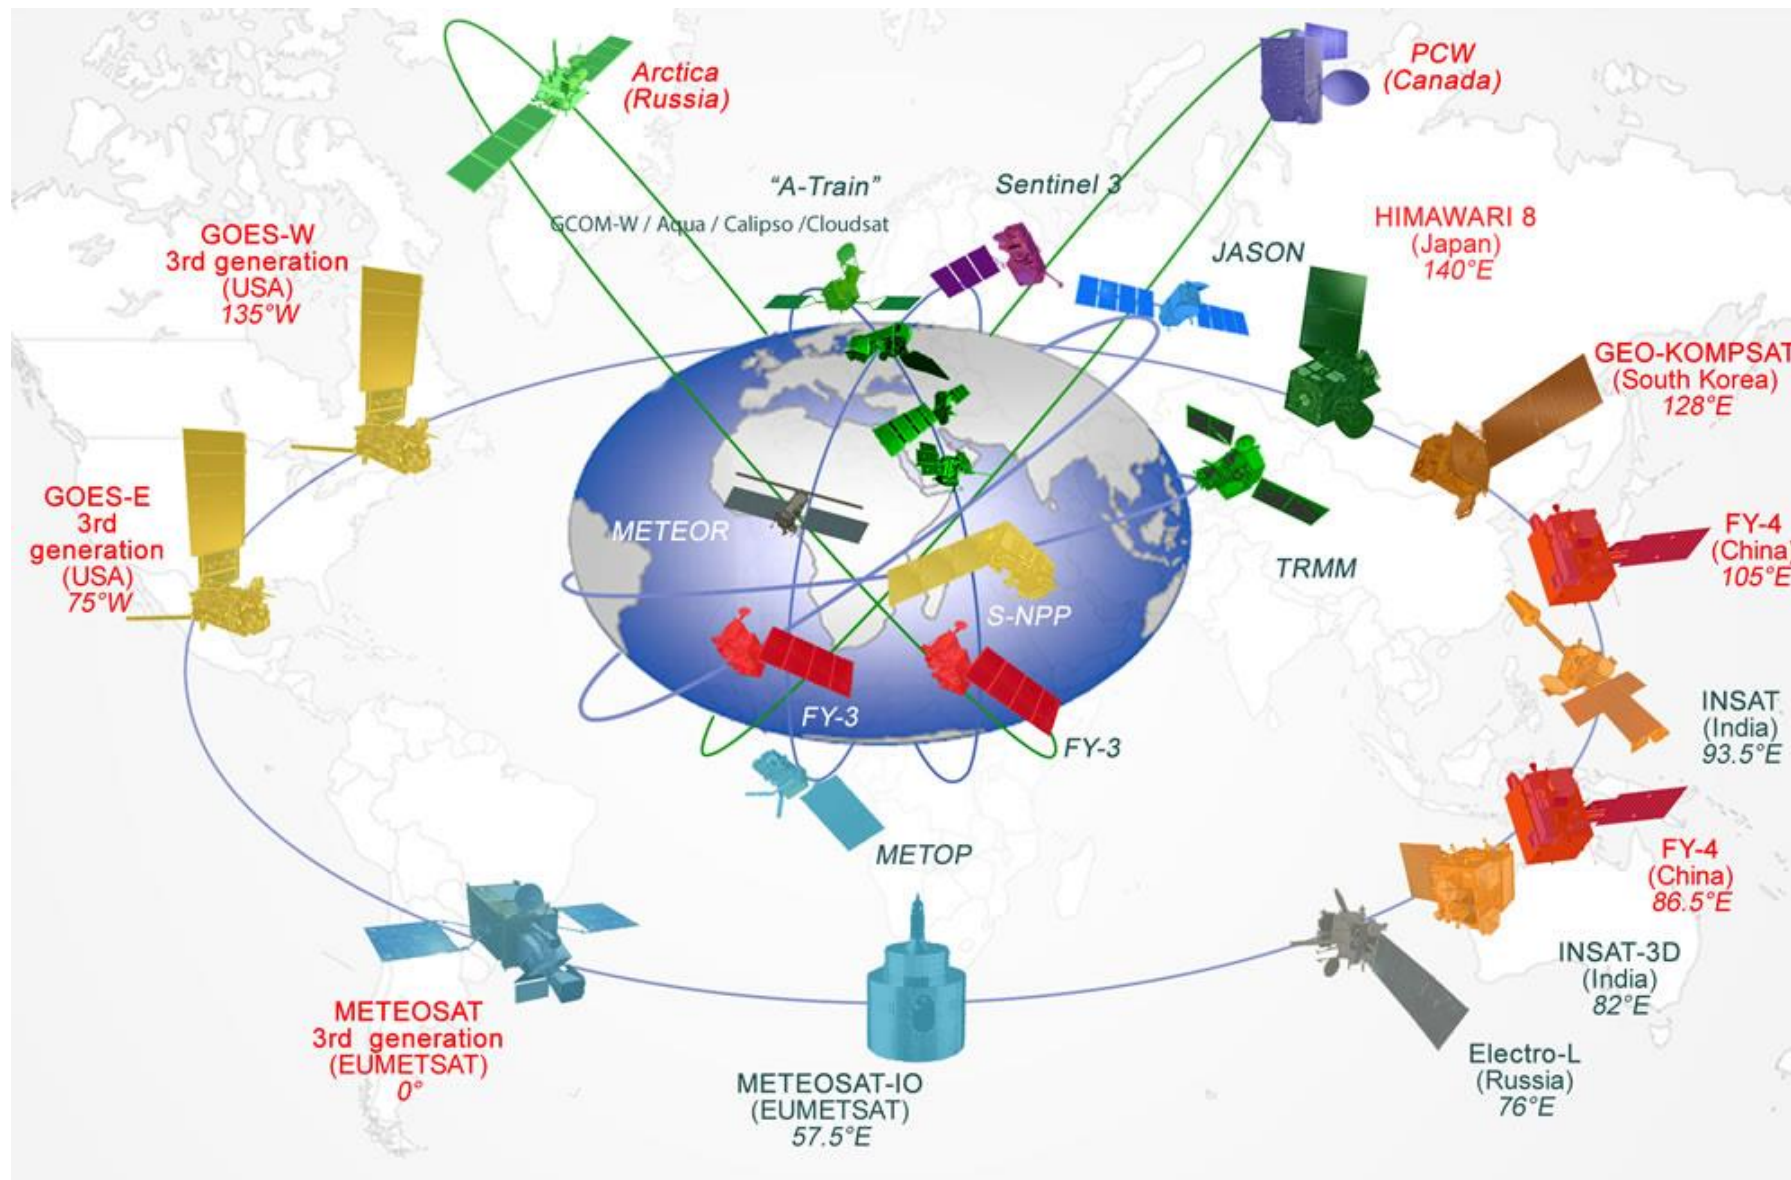 Arctica
(Russia)
PCW
(Canada)
"A-Train"
GCOM-W / Aqua / Calipso /Cloudsat
Sentinel 3
JASON
HIMAWARI 8
(Japan)
140°E
GOES-W
3rd generation
(USA)
135°W
GEO-KOMPSAT
(South Korea)
128°E
GOES-E
3rd
generation
(USA)
75°W
METEOR
FY-4
(China)
105°E
TRMM
S-NPP
FY-3
FY-3
INSAT
(India)
93.5°E
METOP
FY-4
(China)
86.5°E
INSAT-3D
(India)
82°E
METEOSAT
3rd generation
(EUMETSAT)
0°
Electro-L
(Russia)
76°E
METEOSAT-IO
(EUMETSAT)
57.5°E